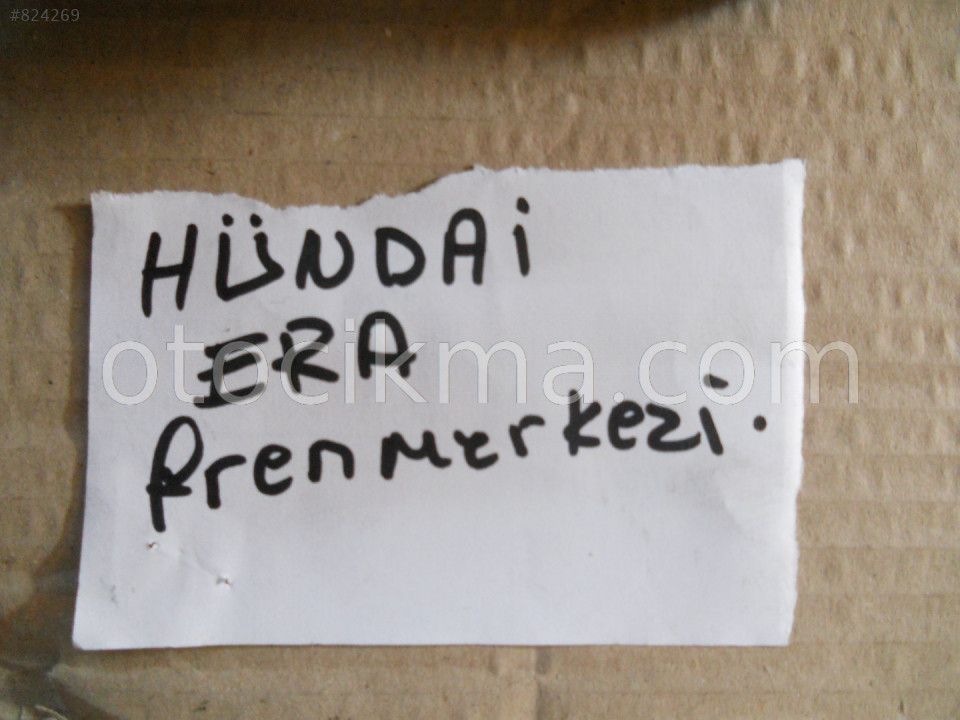 #824269
HÜNDAİ
ERA
otocikma.com
frenmerkezi.